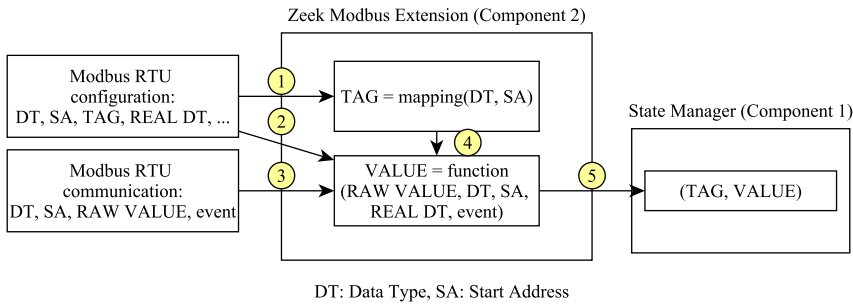 Zeek Modbus Extension (Component 2)
Modbus RTU
configuration:
DT, SA, TAG, REAL DT, ...
1
TAG = mapping(DT, SA)
State Manager (Component 1)
2
4
Modbus RTU
communication:
DT, SA, RAW VALUE, event
3
VALUE = function
(RAW VALUE, DT, SA,
REAL DT, event)
5
(TAG, VALUE)
DT: Data Type, SA: Start Address